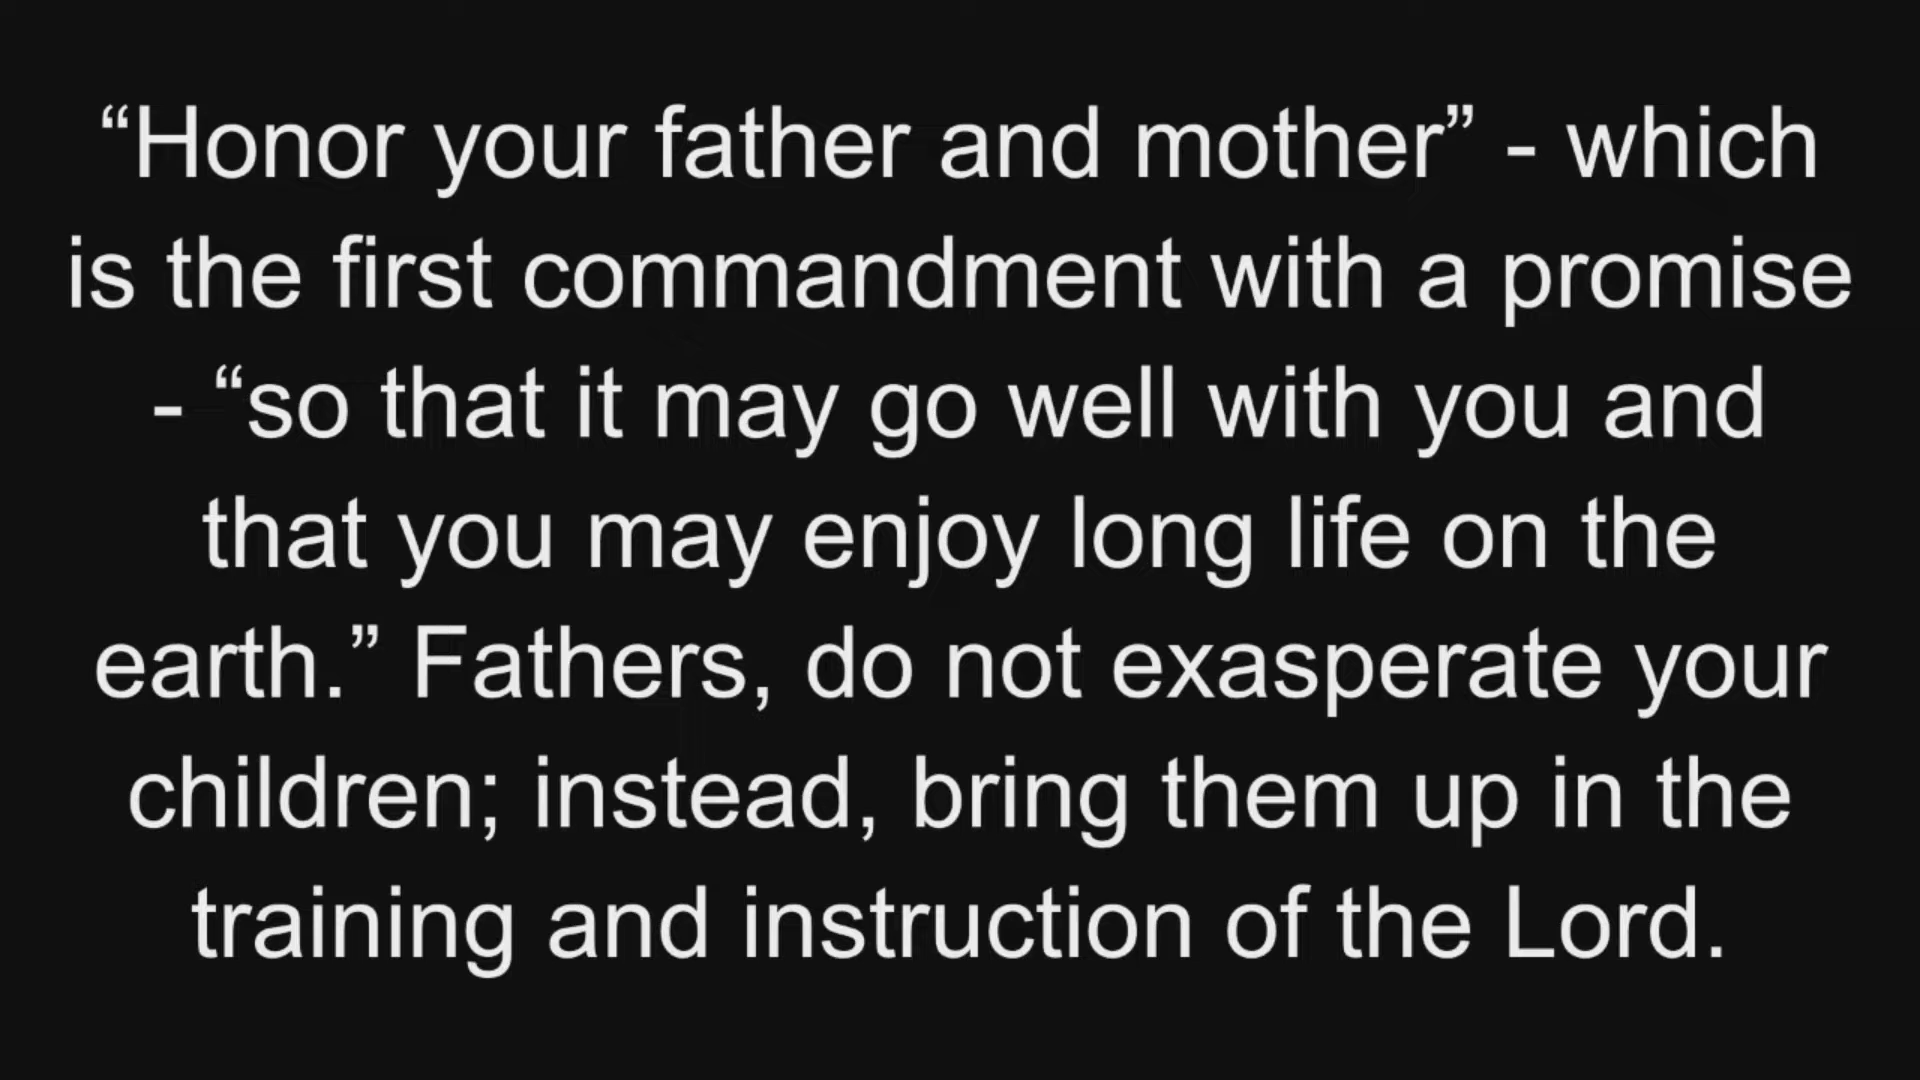 “Honor your father and mother” - which
is the first commandment with a promise
- “so that it may go well with you and
that you may enjoy long life on the
earth.” Fathers, do not exasperate your
children; instead, bring them up in the
training and instruction of the Lord.